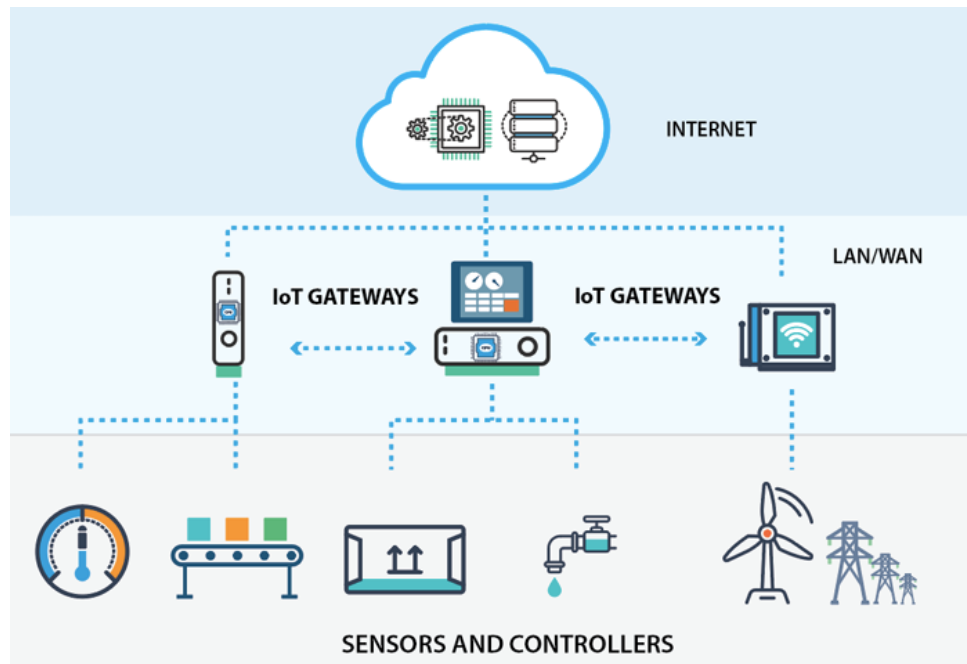 INTERNET
LAN/WAN
IoT GATEWAYS
IoT GATEWAYS
SENSORS AND CONTROLLERS